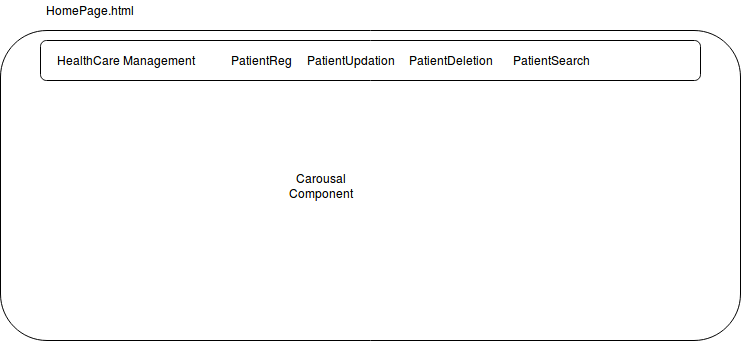 HomePage.html
HealthCare Management PatientReg PatientUpdation PatientDeletion PatientSearch
Carousal
Component